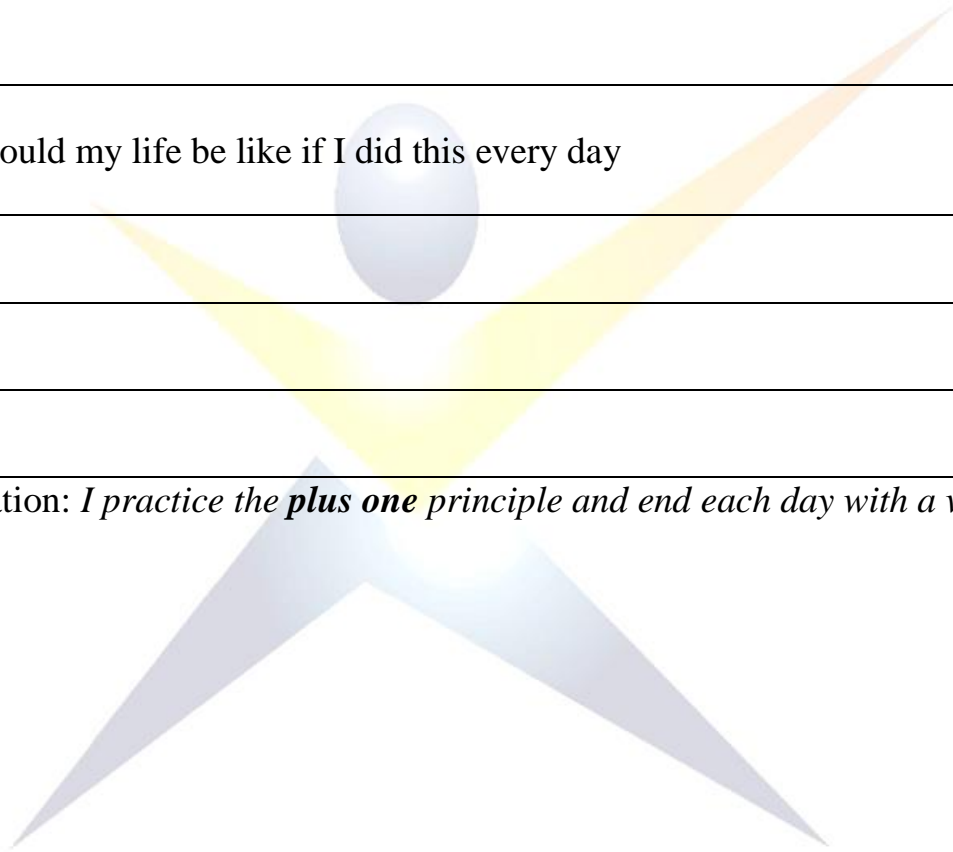 ould my life be like if I did this every day
tion: I practice the plus one principle and end each day with a